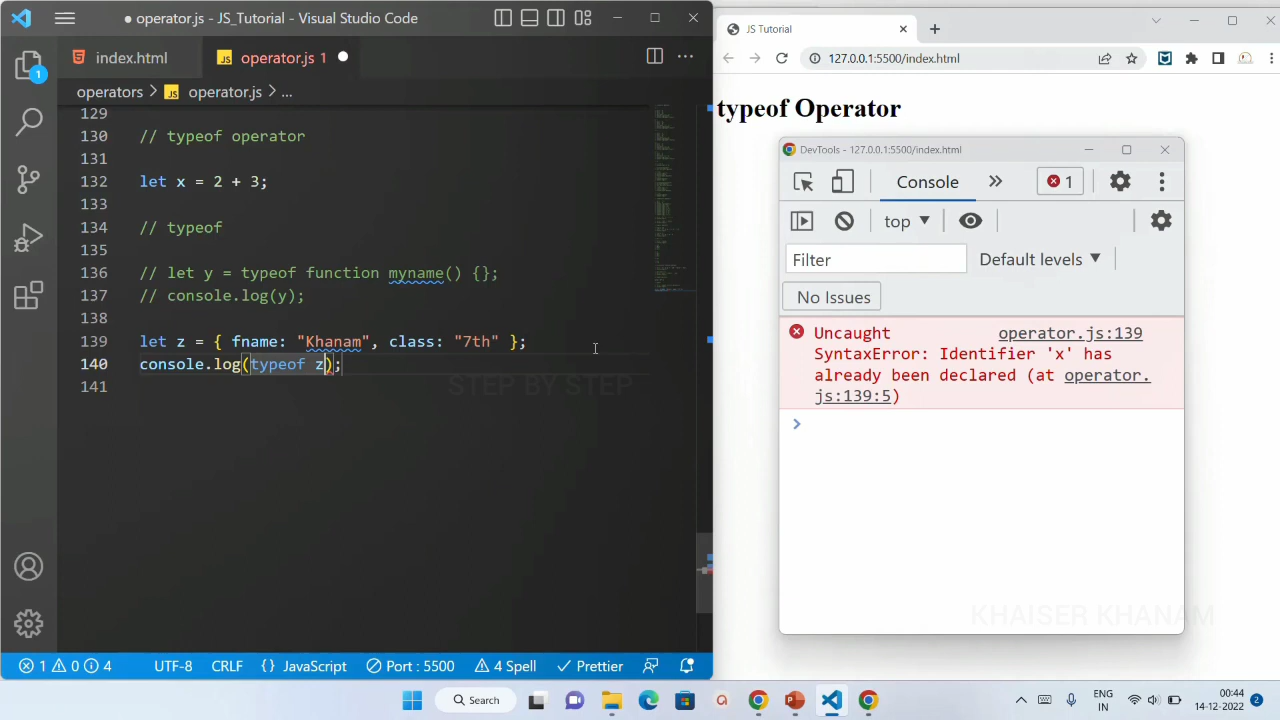 operator.js - JS_Tutorial - Visual Studio Code
index.html
operator.js 1
operators > operator.js > ...
129
130 // typeof operator
131
132 let x = 2 + 3;
133
134 // typeof
135
136 // let y = typeof function myname() {};
137 // console.log(y);
138
139 let z = { fname: "Khanam", class: "7th" };
140 console.log(typeof z);
141
STEP BY STEP
1
1 0 4 UTF-8 CRLF {} JavaScript Port : 5500 4 Spell Prettier
JS Tutorial
127.0.0.1:5500/index.html
typeof Operator
DevTools - 127.0.0.1:5500/index.html
Console » 1
top
Filter Default levels
No Issues
Uncaught operator.js:139
SyntaxError: Identifier 'x' has
already been declared (at operator.
js:139:5)
KHAISER KHANAM
Search
ENG
IN
00:44
14-12-2022
2